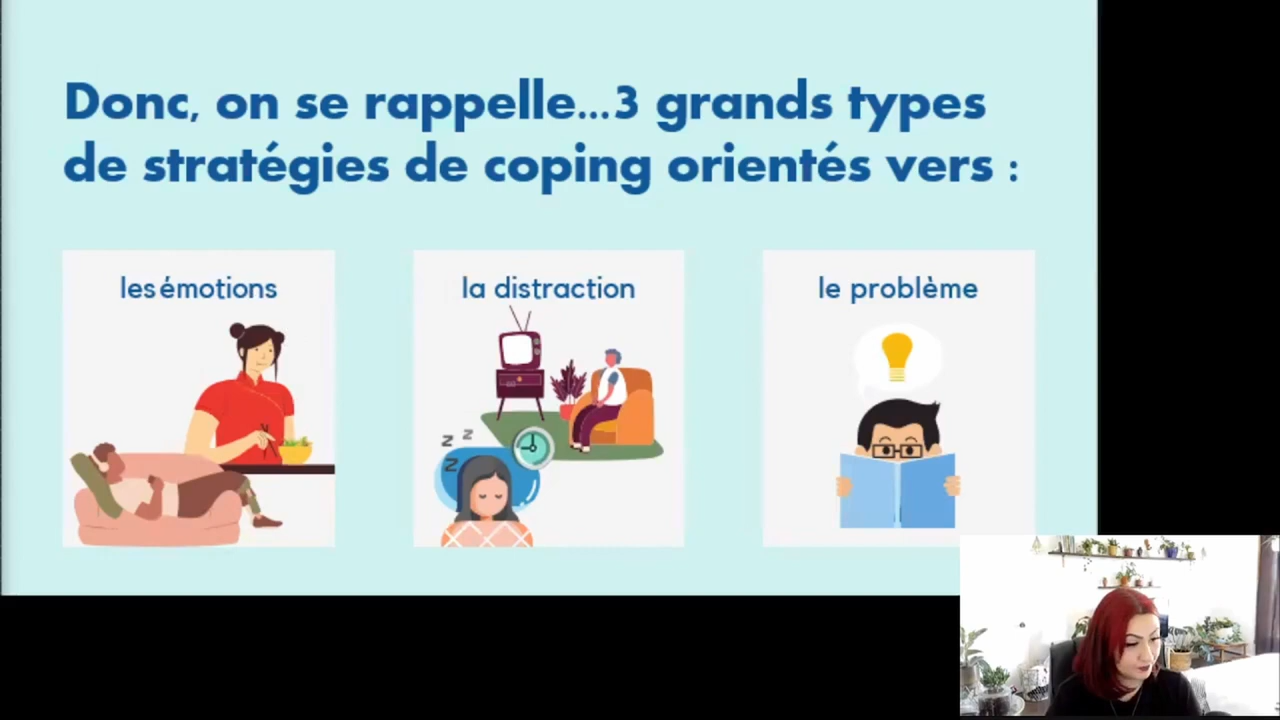 Donc, on se rappelle...3 grands types
de stratégies de coping orientés vers :
les émotions
la distraction
le problème
z z
z